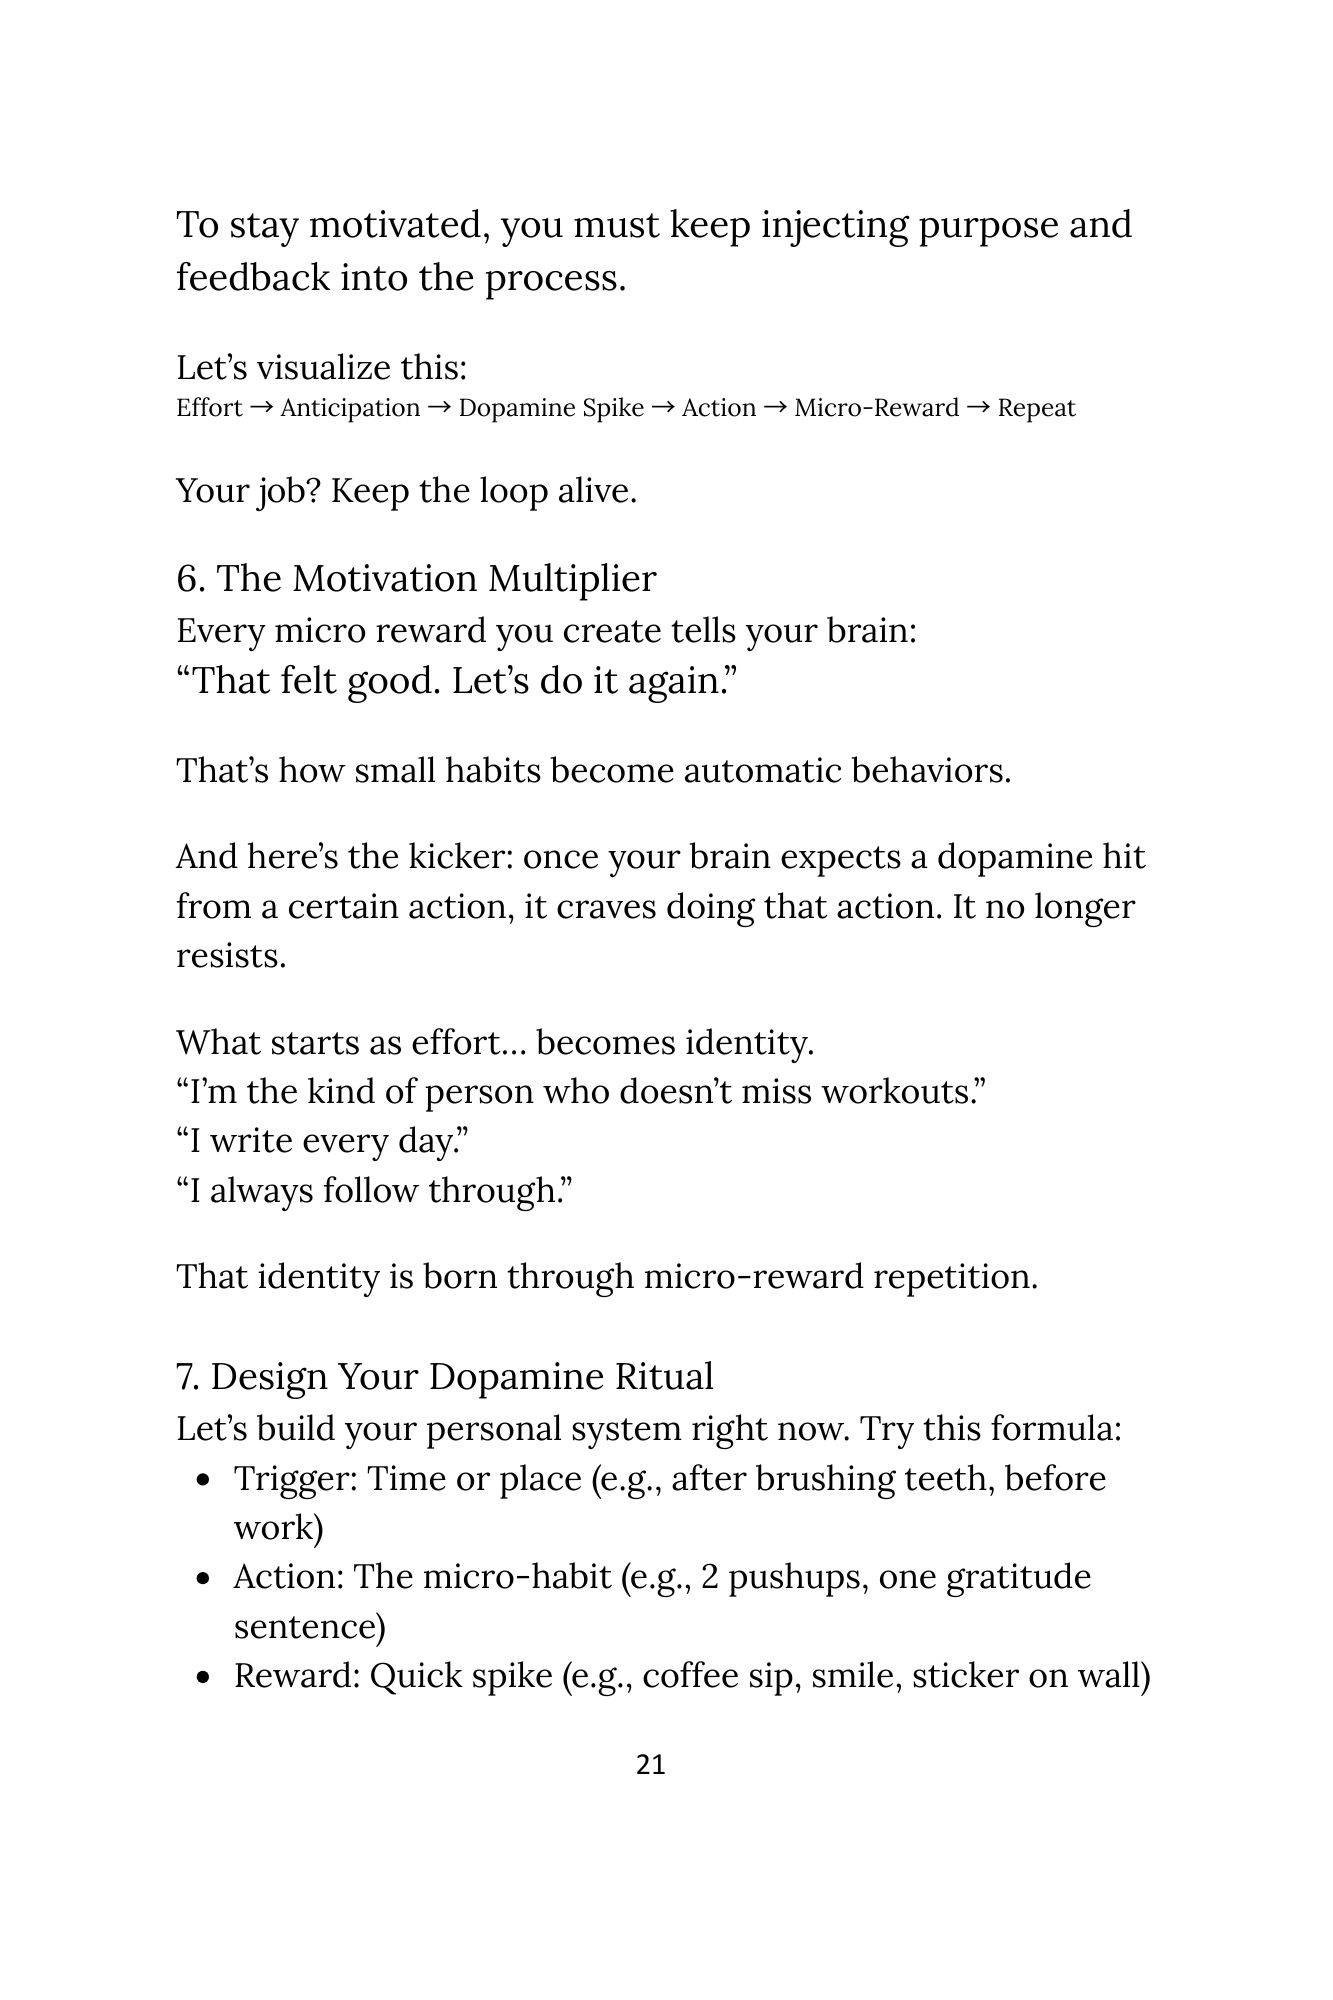 To stay motivated, you must keep injecting purpose and
feedback into the process.
Let’s visualize this:
Effort → Anticipation → Dopamine Spike → Action → Micro-Reward → Repeat
Your job? Keep the loop alive.
6. The Motivation Multiplier
Every micro reward you create tells your brain:
“That felt good. Let’s do it again.”
That’s how small habits become automatic behaviors.
And here’s the kicker: once your brain expects a dopamine hit
from a certain action, it craves doing that action. It no longer
resists.
What starts as effort… becomes identity.
“I’m the kind of person who doesn’t miss workouts.”
“I write every day.”
“I always follow through.”
That identity is born through micro-reward repetition.
7. Design Your Dopamine Ritual
Let’s build your personal system right now. Try this formula:
• Trigger: Time or place (e.g., after brushing teeth, before
work)
• Action: The micro-habit (e.g., 2 pushups, one gratitude
sentence)
• Reward: Quick spike (e.g., coffee sip, smile, sticker on wall)
21